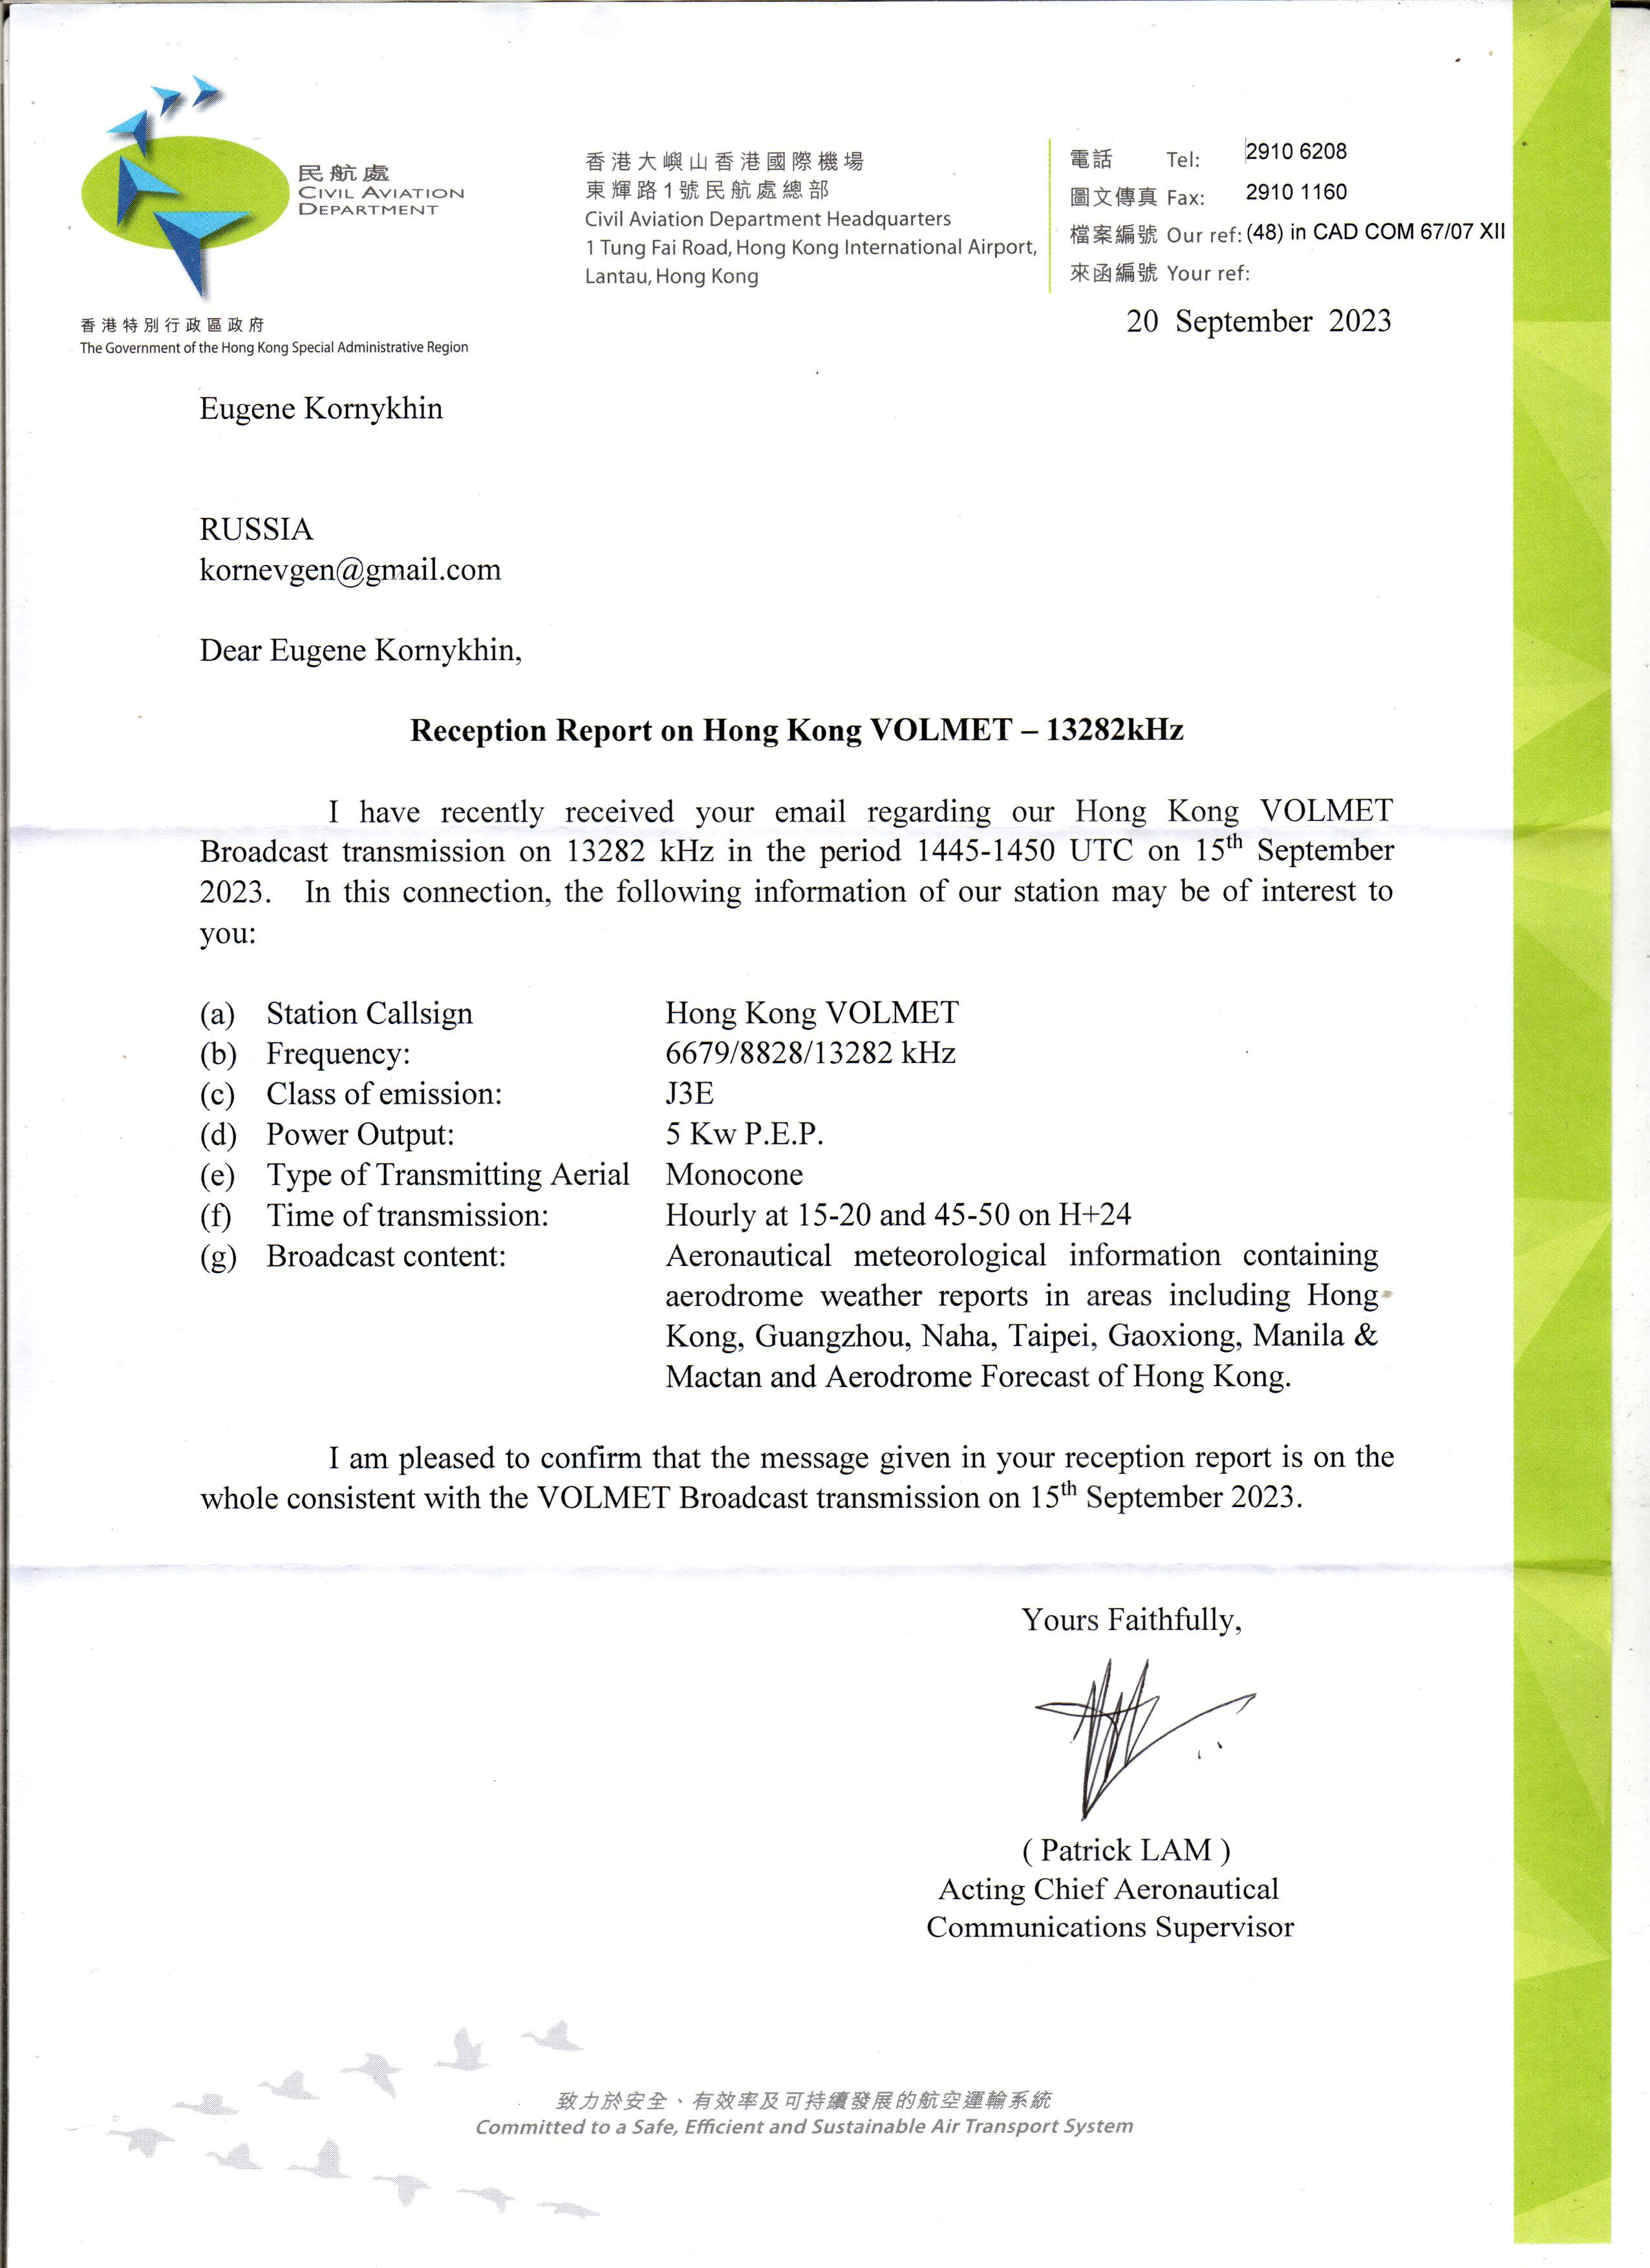 民航處
CIVIL AVIATION
DEPARTMENT
香港特別行政區政府
The Government of the Hong Kong Special Administrative Region
香港大嶼山香港國際機場
東輝路1號民航處總部
Civil Aviation Department Headquarters
1 Tung Fai Road, Hong Kong International Airport,
Lantau, Hong Kong
電話 Tel: 2910 6208
圖文傳真 Fax: 2910 1160
檔案編號 Our ref: (48) in CAD COM 67/07 XII
來函編號 Your ref:
20 September 2023
Eugene Kornykhin
RUSSIA
kornevgen@gmail.com
Dear Eugene Kornykhin,
Reception Report on Hong Kong VOLMET – 13282kHz
I have recently received your email regarding our Hong Kong VOLMET
Broadcast transmission on 13282 kHz in the period 1445-1450 UTC on 15th September
2023. In this connection, the following information of our station may be of interest to
you:
(a) Station Callsign Hong Kong VOLMET
(b) Frequency: 6679/8828/13282 kHz
(c) Class of emission: J3E
(d) Power Output: 5 Kw P.E.P.
(e) Type of Transmitting Aerial Monocone
(f) Time of transmission: Hourly at 15-20 and 45-50 on H+24
(g) Broadcast content: Aeronautical meteorological information containing
aerodrome weather reports in areas including Hong
Kong, Guangzhou, Naha, Taipei, Gaoxiong, Manila &
Mactan and Aerodrome Forecast of Hong Kong.
I am pleased to confirm that the message given in your reception report is on the
whole consistent with the VOLMET Broadcast transmission on 15th September 2023.
Yours Faithfully,
( Patrick LAM )
Acting Chief Aeronautical
Communications Supervisor
致力於安全、有效率及可持續發展的航空運輸系統
Committed to a Safe, Efficient and Sustainable Air Transport System